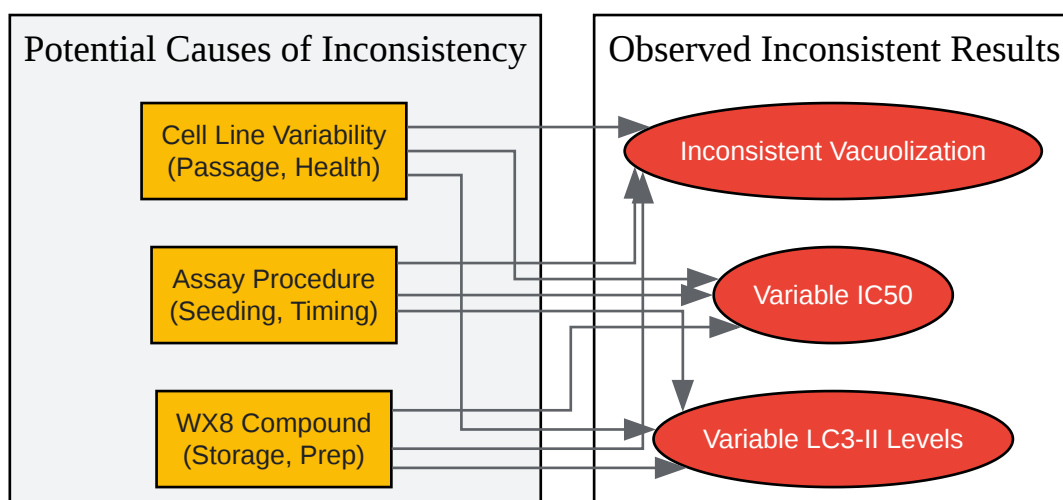 Potential Causes of Inconsistency
Cell Line Variability
(Passage, Health)
Assay Procedure
(Seeding, Timing)
WX8 Compound
(Storage, Prep)
Observed Inconsistent Results
Inconsistent Vacuolization
Variable IC50
Variable LC3-II Levels